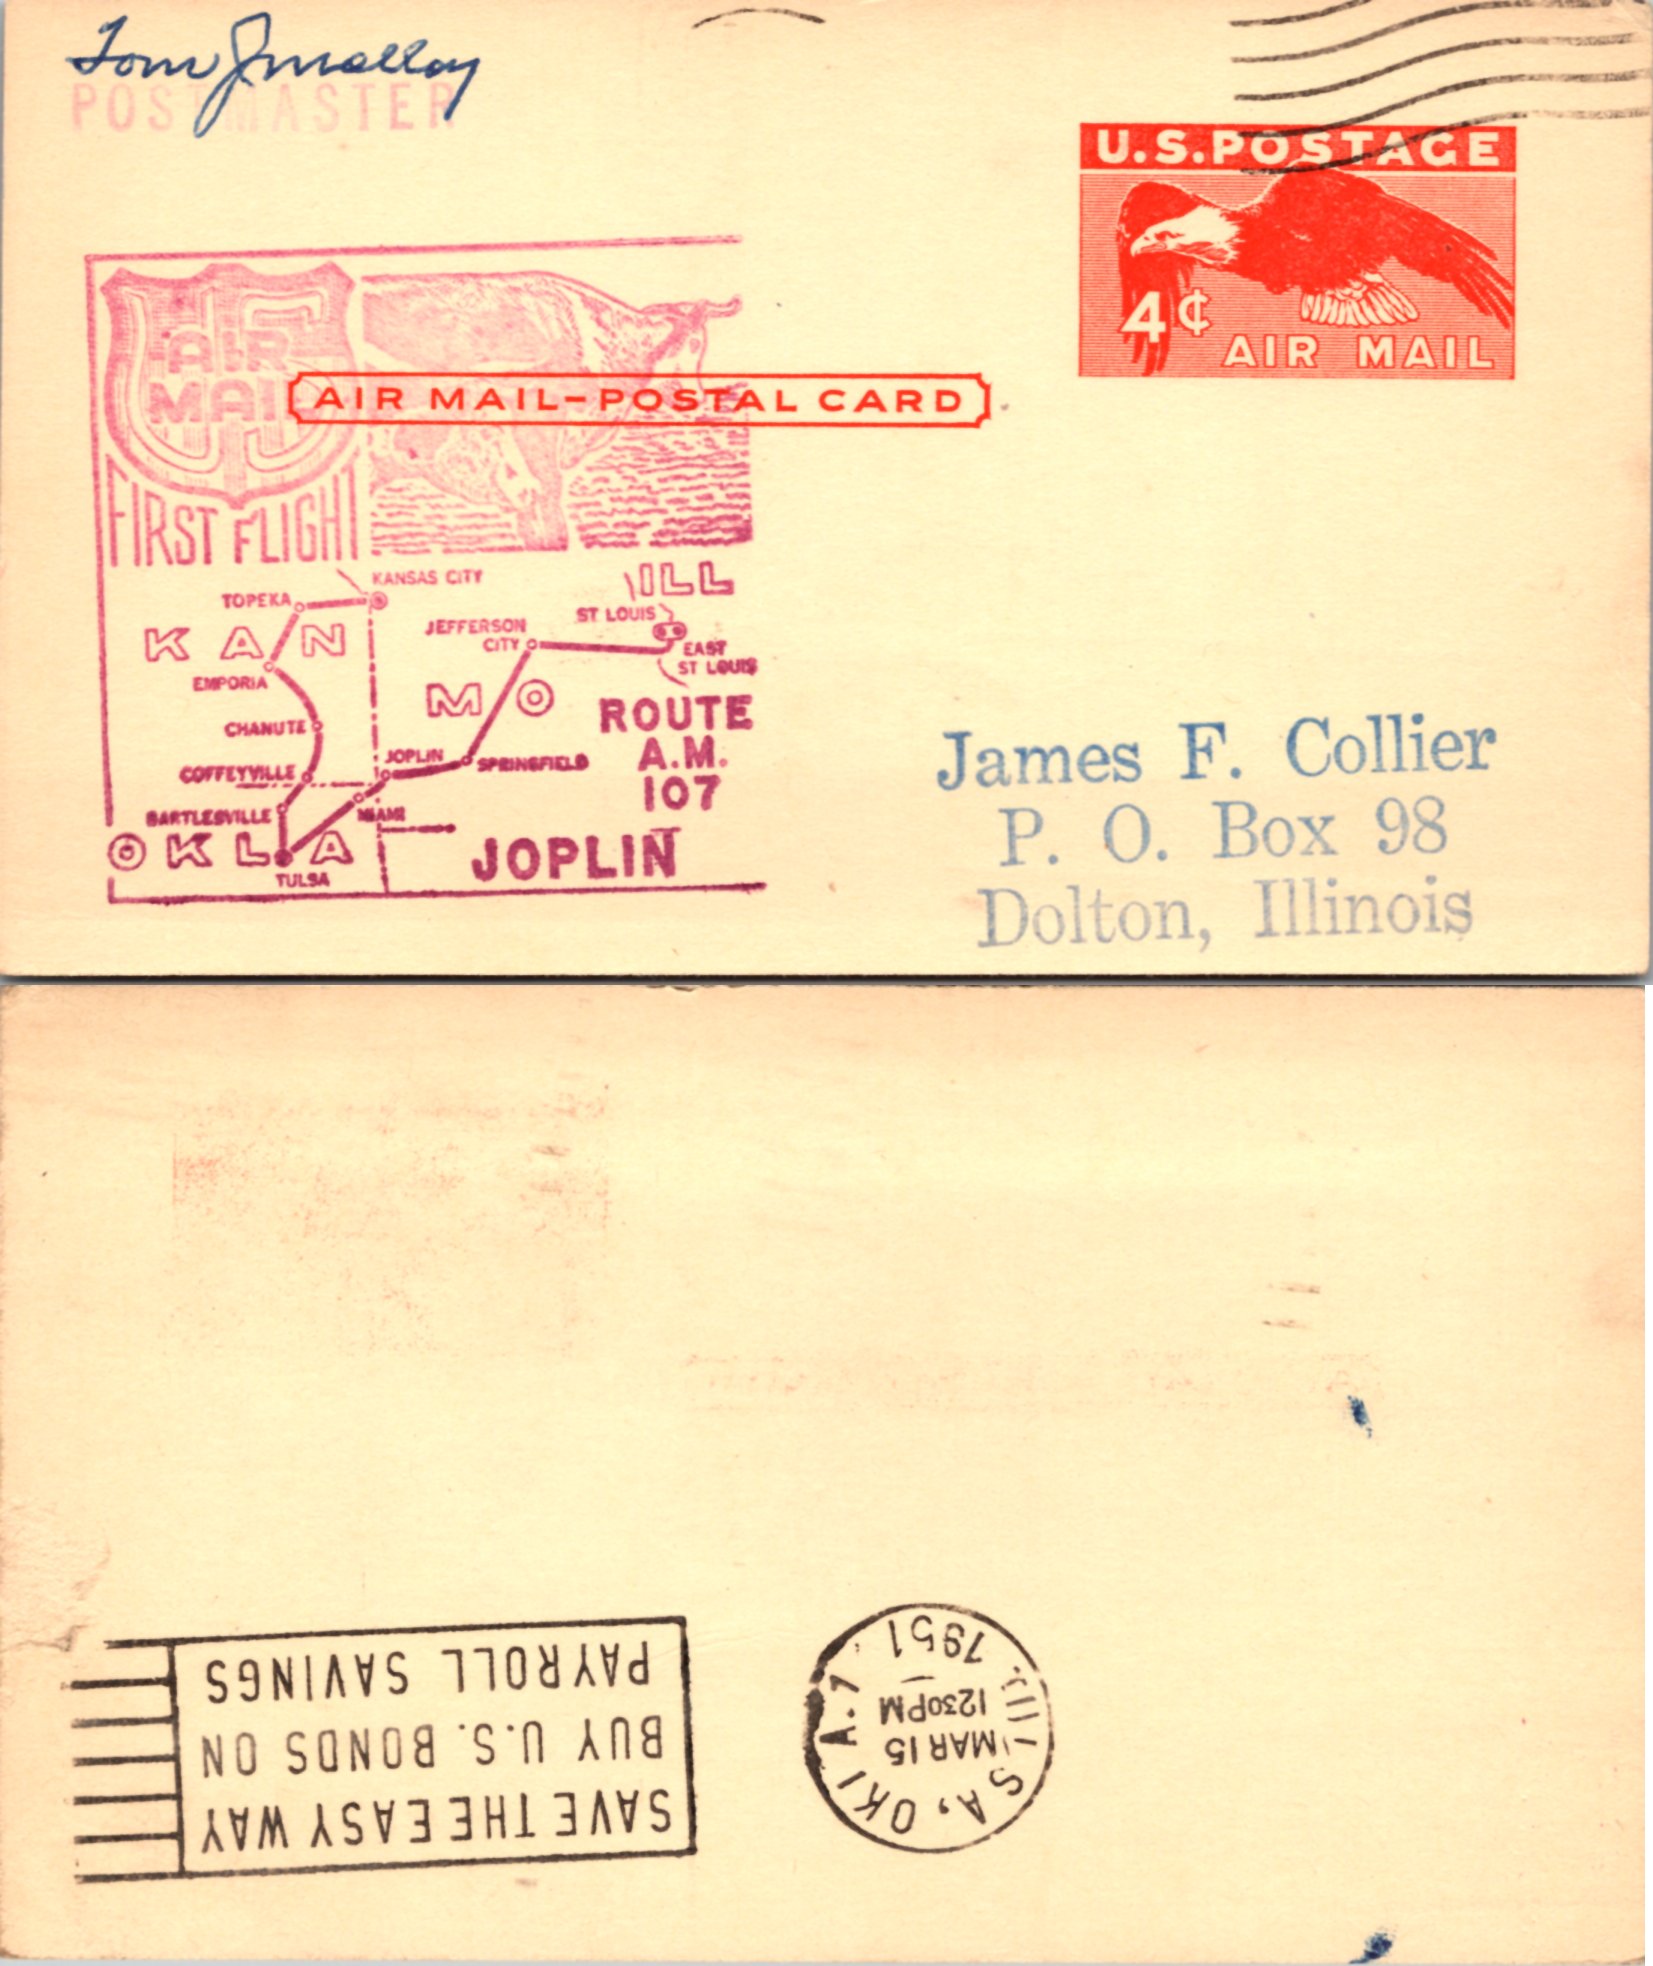 Tom J Molloy
POSTMASTER
U.S. POSTAGE
4¢
AIR MAIL
US
AIR
MAIL
AIR MAIL-POSTAL CARD
FIRST FLIGHT
KANSAS CITY
ILL
TOPEKA
ST LOUIS
JEFFERSON
CITY
KAN
EAST
ST LOUIS
EMPORIA
MO
ROUTE
A.M.
107
CHANUTE
JOPLIN
SPRINGFIELD
COFFEYVILLE
BARTLESVILLE
MIAMI
OKLA
TULSA
JOPLIN
James F. Collier
P. O. Box 98
Dolton, Illinois
SAVE THE EASY WAY
BUY U.S. BONDS ON
PAYROLL SAVINGS
MAR 15
1230PM
1951